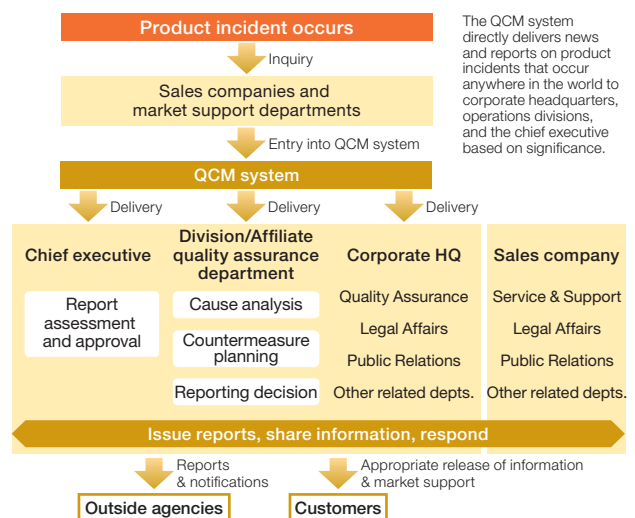 Product incident occurs
Inquiry
Sales companies and
market support departments
Entry into QCM system
QCM system
The QCM system
directly delivers news
and reports on product
incidents that occur
anywhere in the world to
corporate headquarters,
operations divisions,
and the chief executive
based on significance.
Delivery
Delivery
Delivery
Chief executive
Report
assessment
and approval
Division/Affiliate
quality assurance
department
Cause analysis
Countermeasure
planning
Reporting decision
Corporate HQ
Quality Assurance
Legal Affairs
Public Relations
Other related depts.
Sales company
Service & Support
Legal Affairs
Public Relations
Other related depts.
Issue reports, share information, respond
Reports
& notifications
Appropriate release of information
& market support
Outside agencies
Customers